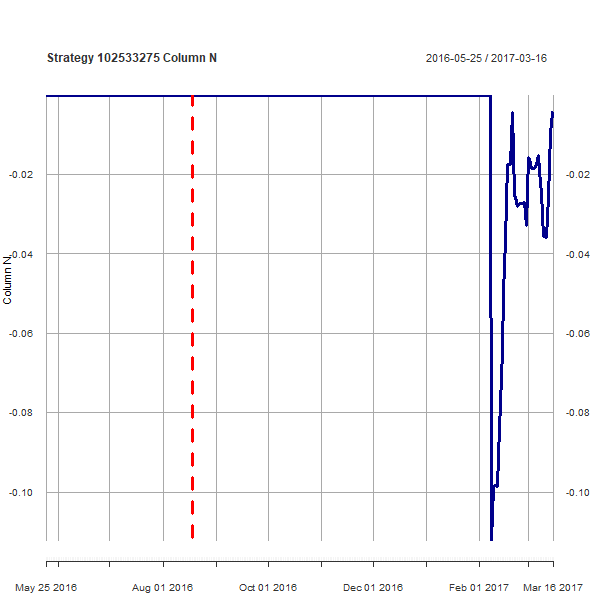 Strategy 102533275 Column N
2016-05-25 / 2017-03-16
-0.02
-0.02
-0.04
-0.04
Column N
-0.06
-0.06
-0.08
-0.08
-0.10
-0.10
May 25 2016
Aug 01 2016
Oct 01 2016
Dec 01 2016
Feb 01 2017
Mar 16 2017